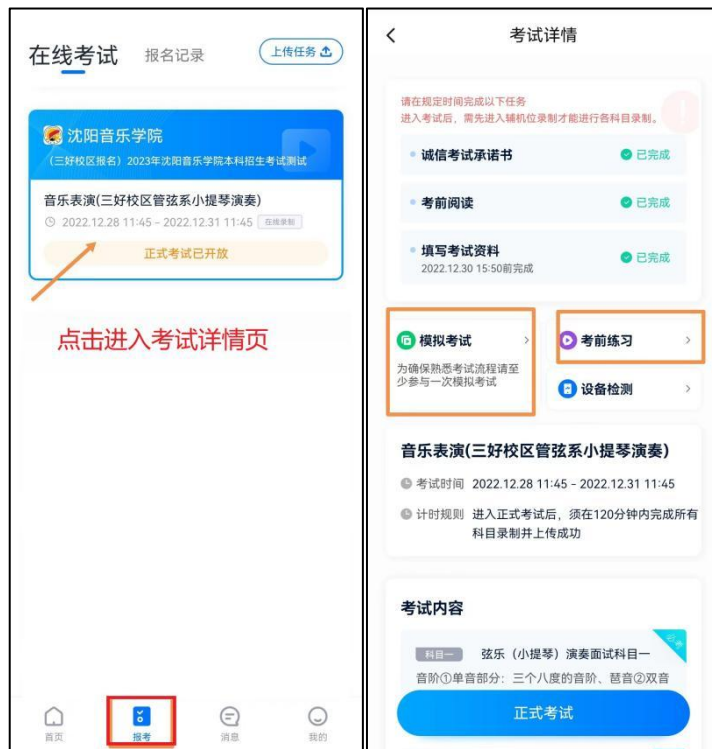 在线考试
报名记录
上传任务
沈阳音乐学院
(三好校区报名) 2023年沈阳音乐学院本科招生考试测试
音乐表演(三好校区管弦系小提琴演奏)
2022.12.28 11:45 - 2022.12.31 11:45 在线录制
正式考试已开放
点击进入考试详情页
首页
报考
消息
我的
考试详情
请在规定时间完成以下任务
进入考试后，需先进入辅机位录制才能进行各科目录制。
诚信考试承诺书 已完成
考前阅读 已完成
填写考试资料 已完成
2022.12.30 15:50前完成
模拟考试
为确保熟悉考试流程请至
少参与一次模拟考试
考前练习
设备检测
音乐表演(三好校区管弦系小提琴演奏)
考试时间 2022.12.28 11:45 - 2022.12.31 11:45
计时规则 进入正式考试后，须在120分钟内完成所有
科目录制并上传成功
考试内容
科目一 弦乐（小提琴）演奏面试科目一
音阶①单音部分：三个八度的音阶、琶音②双音
正式考试